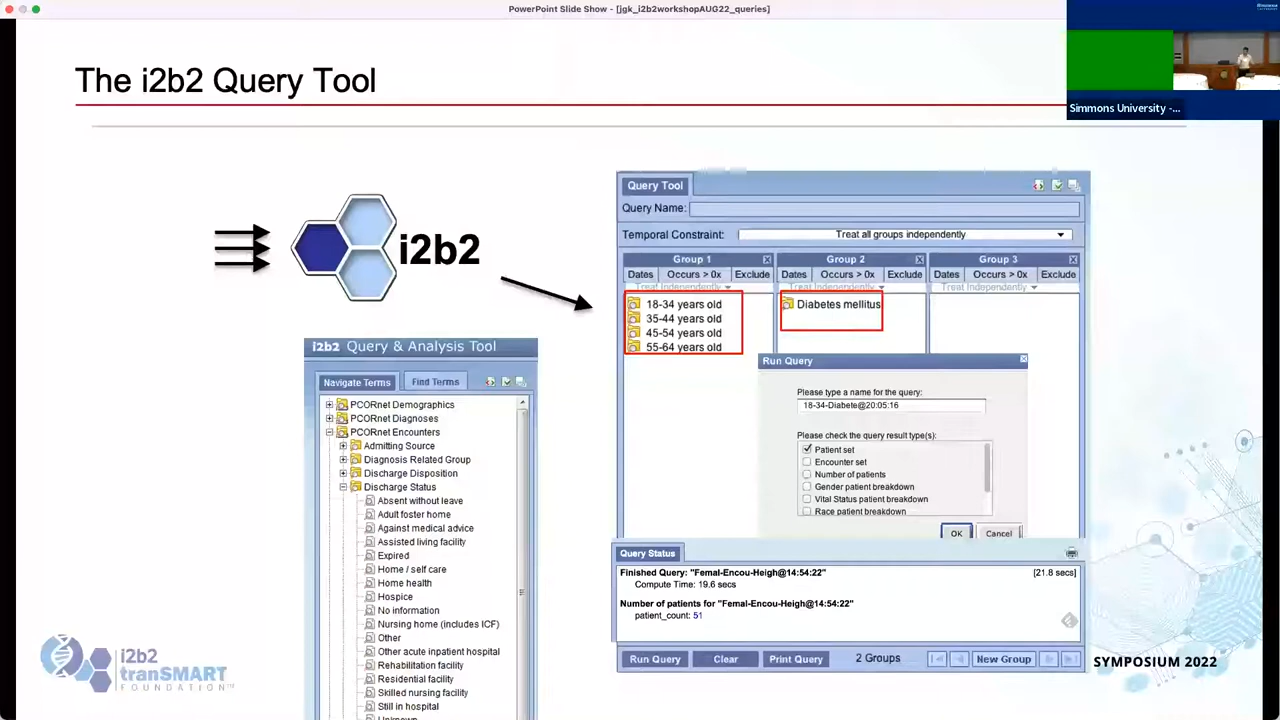 PowerPoint Slide Show - [jgk_i2b2workshopAUG22_queries]
Simmons University -...
The i2b2 Query Tool
i2b2
i2b2 Query & Analysis Tool
Navigate Terms Find Terms
PCORnet Demographics
PCORnet Diagnoses
PCORnet Encounters
Admitting Source
Diagnosis Related Group
Discharge Disposition
Discharge Status
Absent without leave
Adult foster home
Against medical advice
Assisted living facility
Expired
Home / self care
Home health
Hospice
No information
Nursing home (includes ICF)
Other
Other acute inpatient hospital
Rehabilitation facility
Residential facility
Skilled nursing facility
Still in hospital
Unknown
Query Tool
Query Name:
Temporal Constraint: Treat all groups independently
Group 1 Group 2 Group 3
Dates Occurs > 0x Exclude Dates Occurs > 0x Exclude Dates Occurs > 0x Exclude
Treat Independently Treat Independently Treat Independently
18-34 years old Diabetes mellitus
35-44 years old
45-54 years old
55-64 years old
Run Query
Please type a name for the query:
18-34-Diabete@20:05:16
Please check the query result type(s):
Patient set
Encounter set
Number of patients
Gender patient breakdown
Vital Status patient breakdown
Race patient breakdown
OK Cancel
Query Status
Finished Query: "Femal-Encou-Heigh@14:54:22" [21.8 secs]
Compute Time: 19.6 secs
Number of patients for "Femal-Encou-Heigh@14:54:22"
patient_count: 51
Run Query Clear Print Query 2 Groups New Group
i2b2
tranSMART
FOUNDATION
SYMPOSIUM 2022